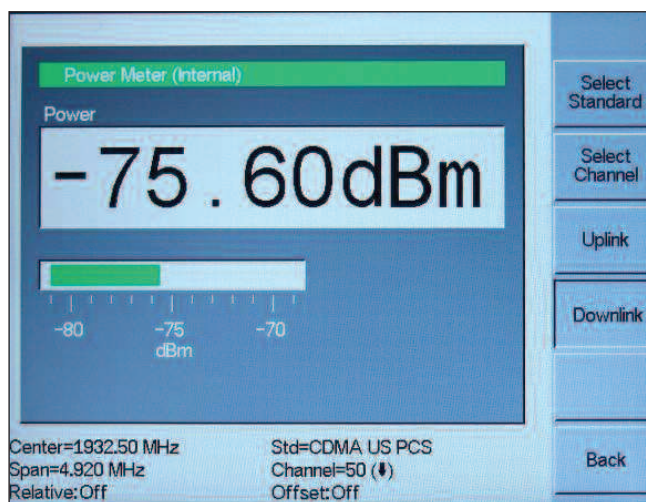 Power Meter (Internal)
Power
-75.60dBm
-80 -75 -70
dBm
Select
Standard
Select
Channel
Uplink
Downlink
Back
Center=1932.50 MHz
Span=4.920 MHz
Relative:Off
Std=CDMA US PCS
Channel=50 (⬇)
Offset:Off